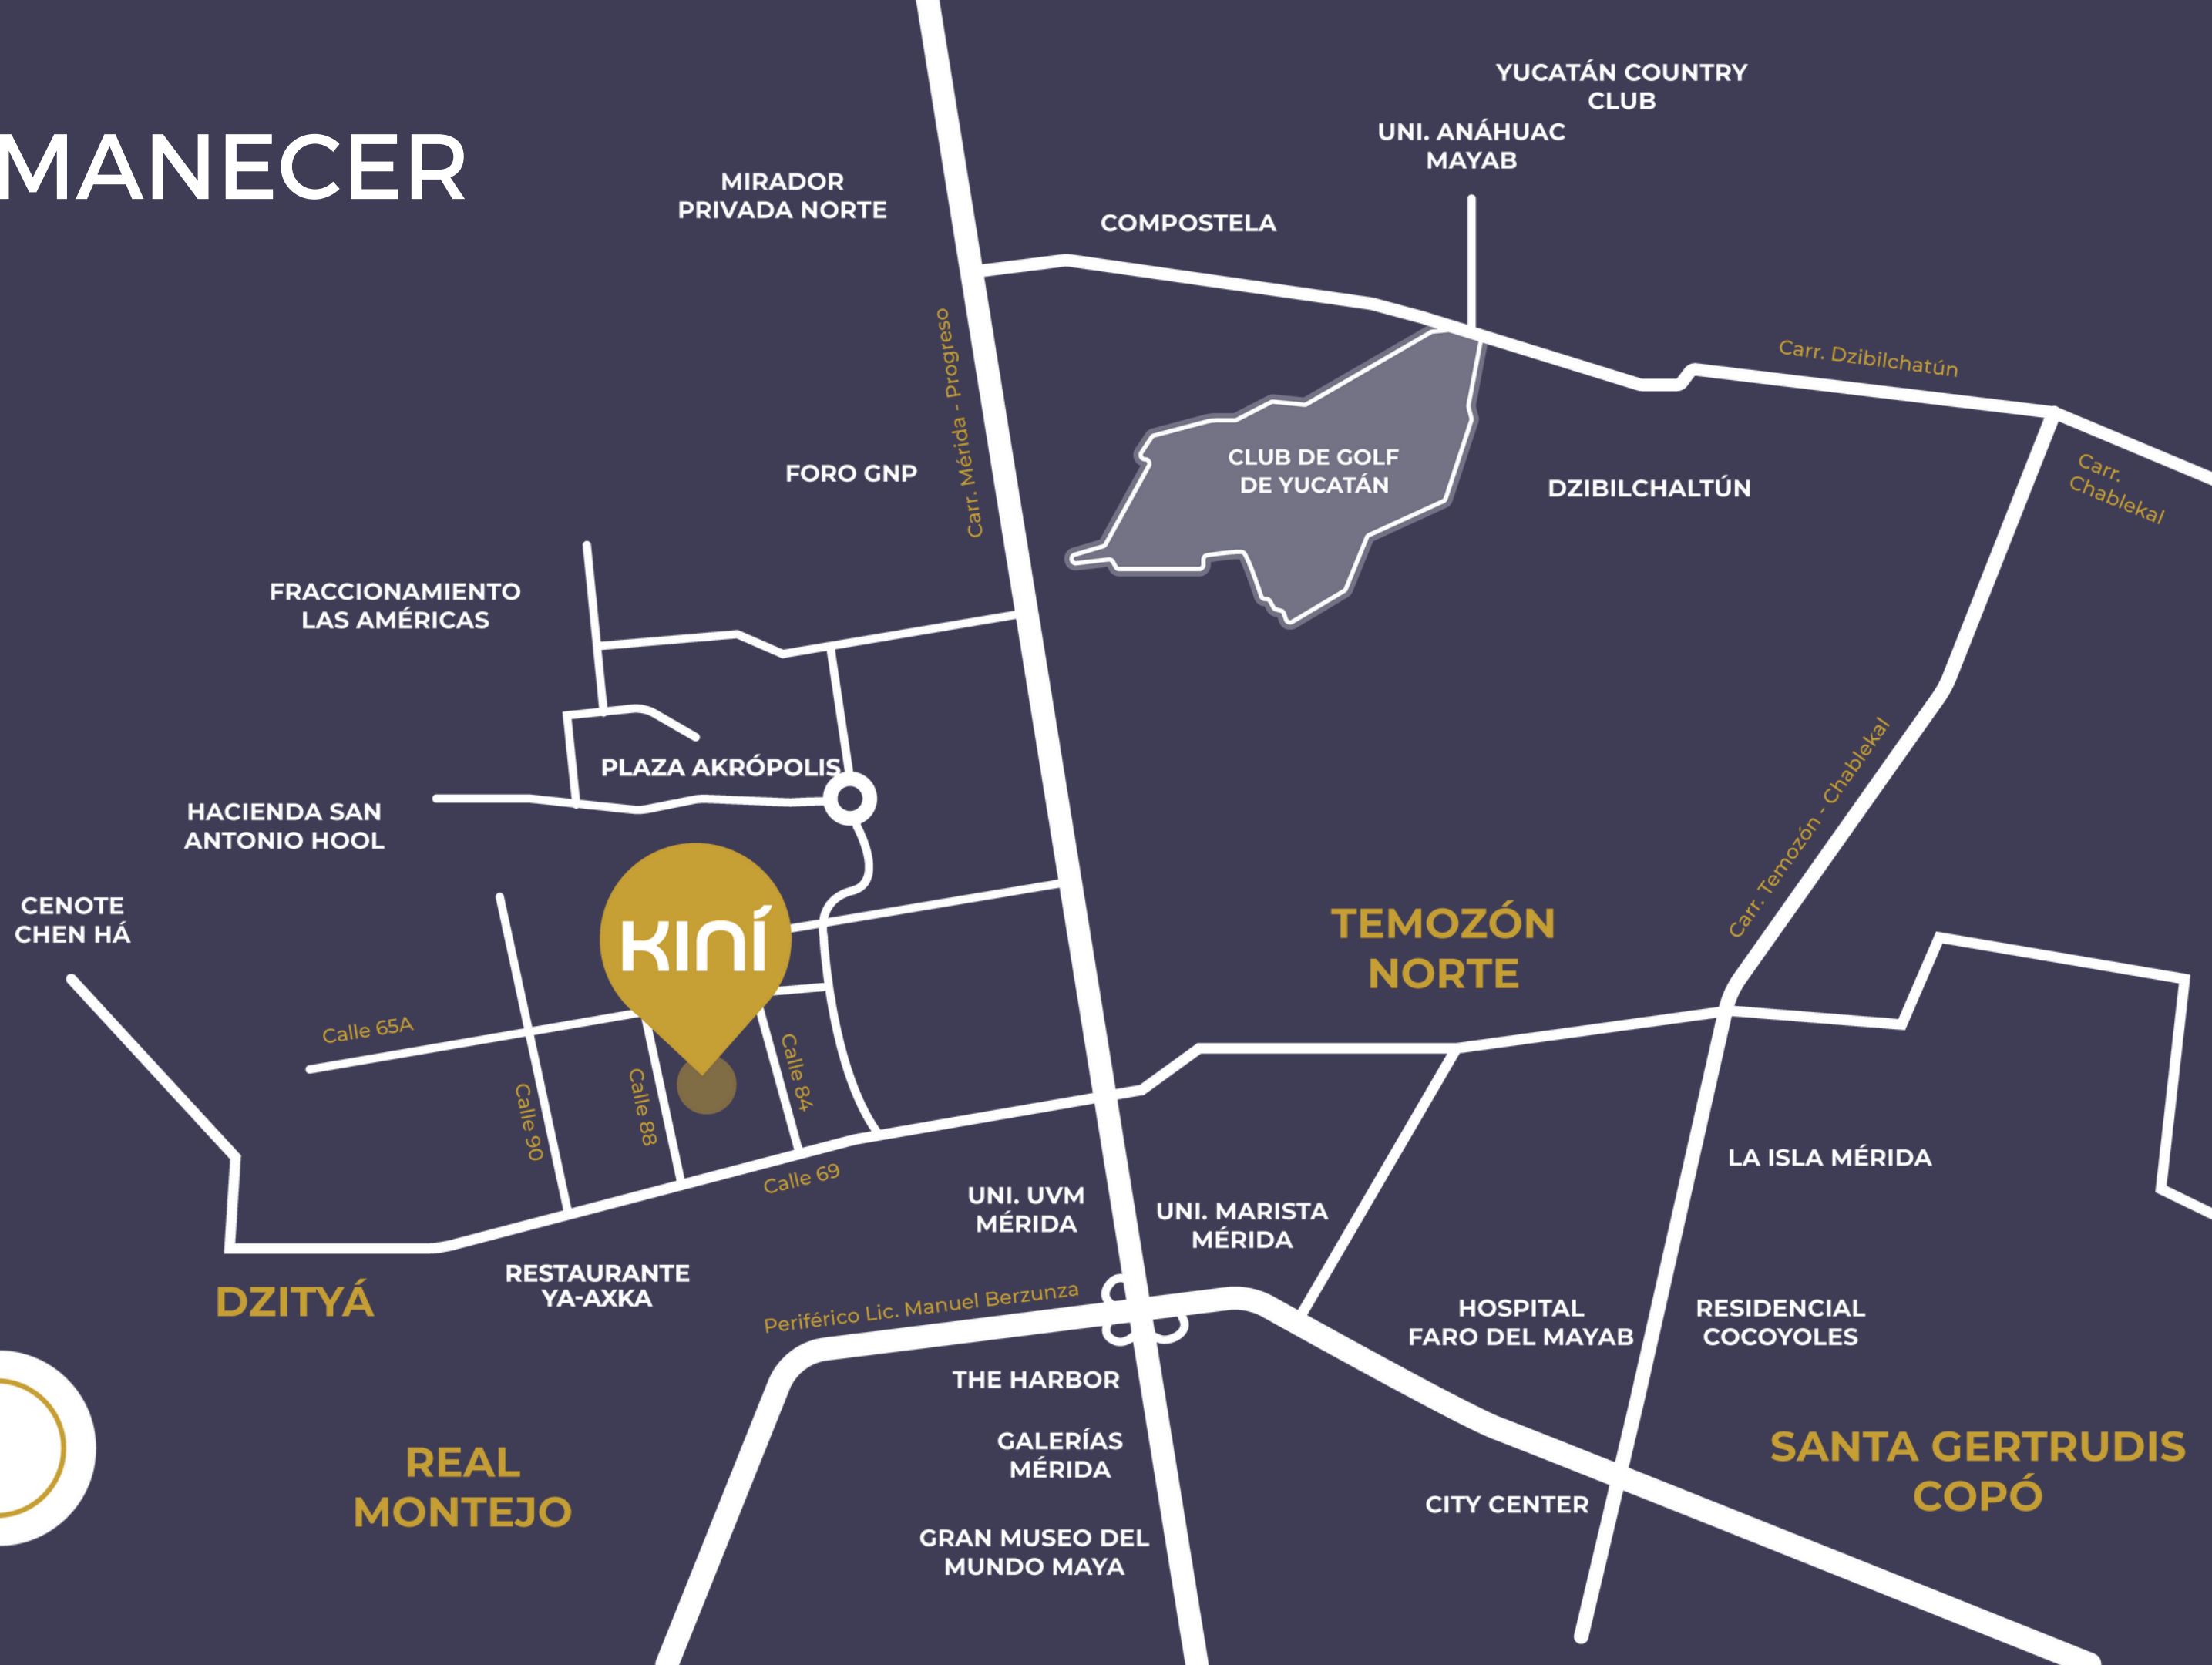 MANECER
YUCATÁN COUNTRY
CLUB
UNI. ANÁHUAC
MAYAB
MIRADOR
PRIVADA NORTE
COMPOSTELA
Carr. Mérida - Progreso
Carr. Dzibilchatún
CLUB DE GOLF
DE YUCATÁN
FORO GNP
DZIBILCHALTÚN
Carr.
Chablekal
FRACCIONAMIENTO
LAS AMÉRICAS
PLAZA AKRÓPOLIS
HACIENDA SAN
ANTONIO HOOL
Carr. Temozón - Chablekal
CENOTE
CHEN HÁ
KINÍ
TEMOZÓN
NORTE
Calle 65A
Calle 90
Calle 88
Calle 84
Calle 69
LA ISLA MÉRIDA
UNI. UVM
MÉRIDA
UNI. MARISTA
MÉRIDA
DZITYÁ
RESTAURANTE
YA-AXKA
Periférico Lic. Manuel Berzunza
HOSPITAL
FARO DEL MAYAB
RESIDENCIAL
COCOYOLES
THE HARBOR
GALERÍAS
MÉRIDA
REAL
MONTEJO
SANTA GERTRUDIS
COPÓ
CITY CENTER
GRAN MUSEO DEL
MUNDO MAYA